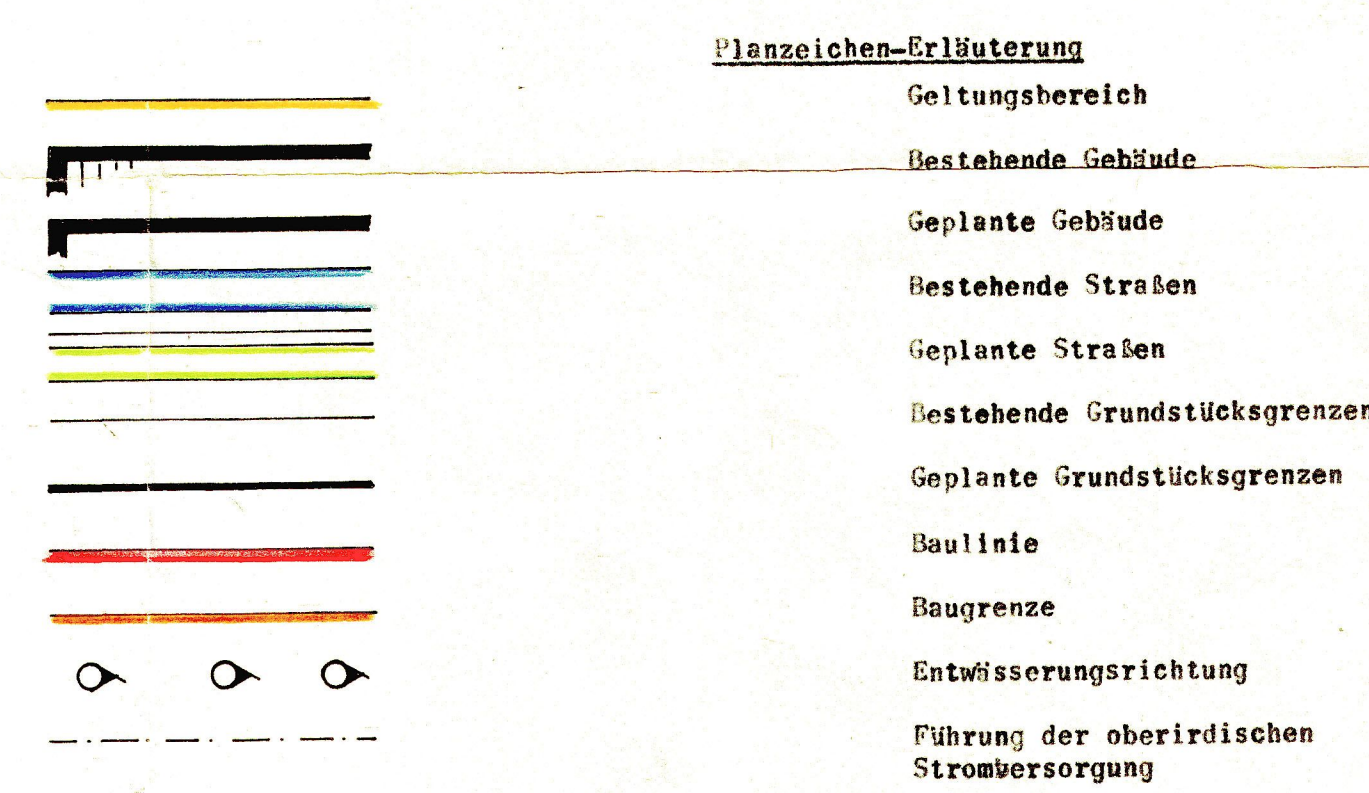 Planzeichen-Erläuterung
Geltungsbereich
Bestehende Gebäude
Geplante Gebäude
Bestehende Straßen
Geplante Straßen
Bestehende Grundstücksgrenzen
Geplante Grundstücksgrenzen
Baulinie
Baugrenze
Entwässerungsrichtung
Führung der oberirdischen
Stromversorgung